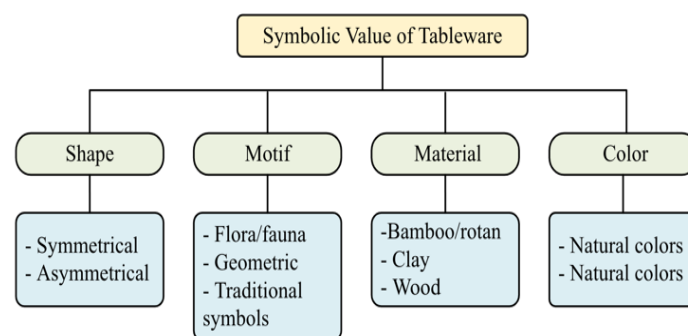 Symbolic Value of Tableware
Shape
Motif
Material
Color
- Symmetrical
- Asymmetrical
- Flora/fauna
- Geometric
- Traditional
symbols
-Bamboo/rotan
- Clay
- Wood
- Natural colors
- Natural colors